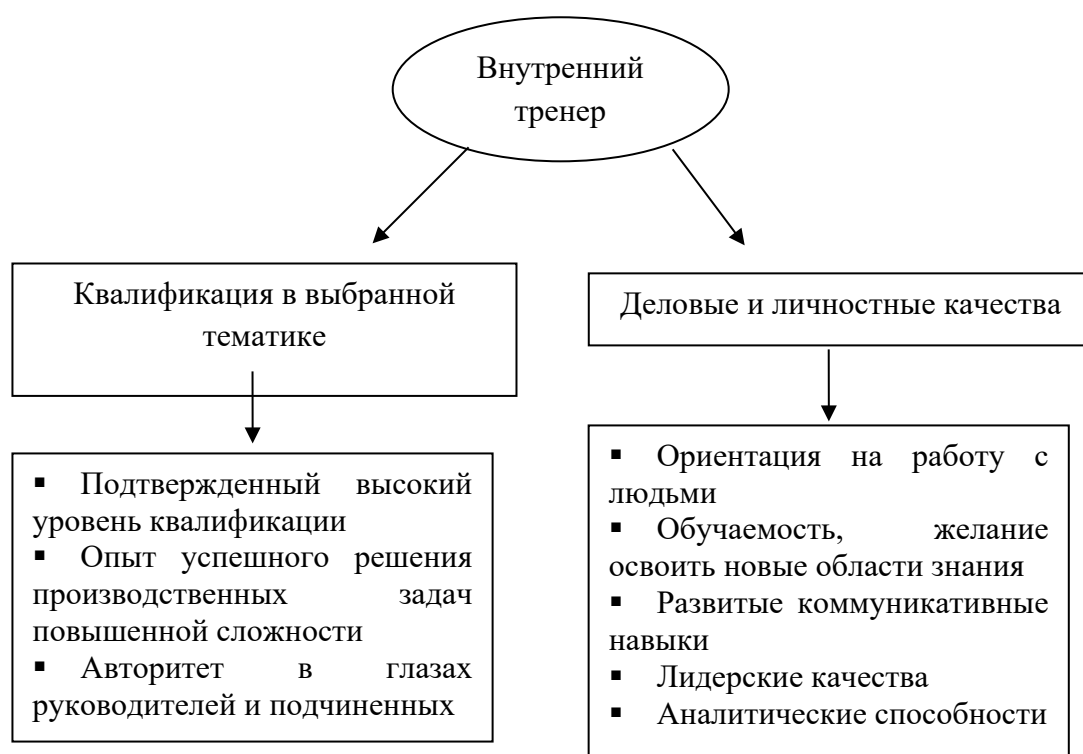 Внутренний
тренер
Квалификация в выбранной
тематике
Деловые и личностные качества
▪ Подтвержденный высокий
уровень квалификации
▪ Опыт успешного решения
производственных задач
повышенной сложности
▪ Авторитет в глазах
руководителей и подчиненных
▪ Ориентация на работу с
людьми
▪ Обучаемость, желание
освоить новые области знания
▪ Развитые коммуникативные
навыки
▪ Лидерские качества
▪ Аналитические способности